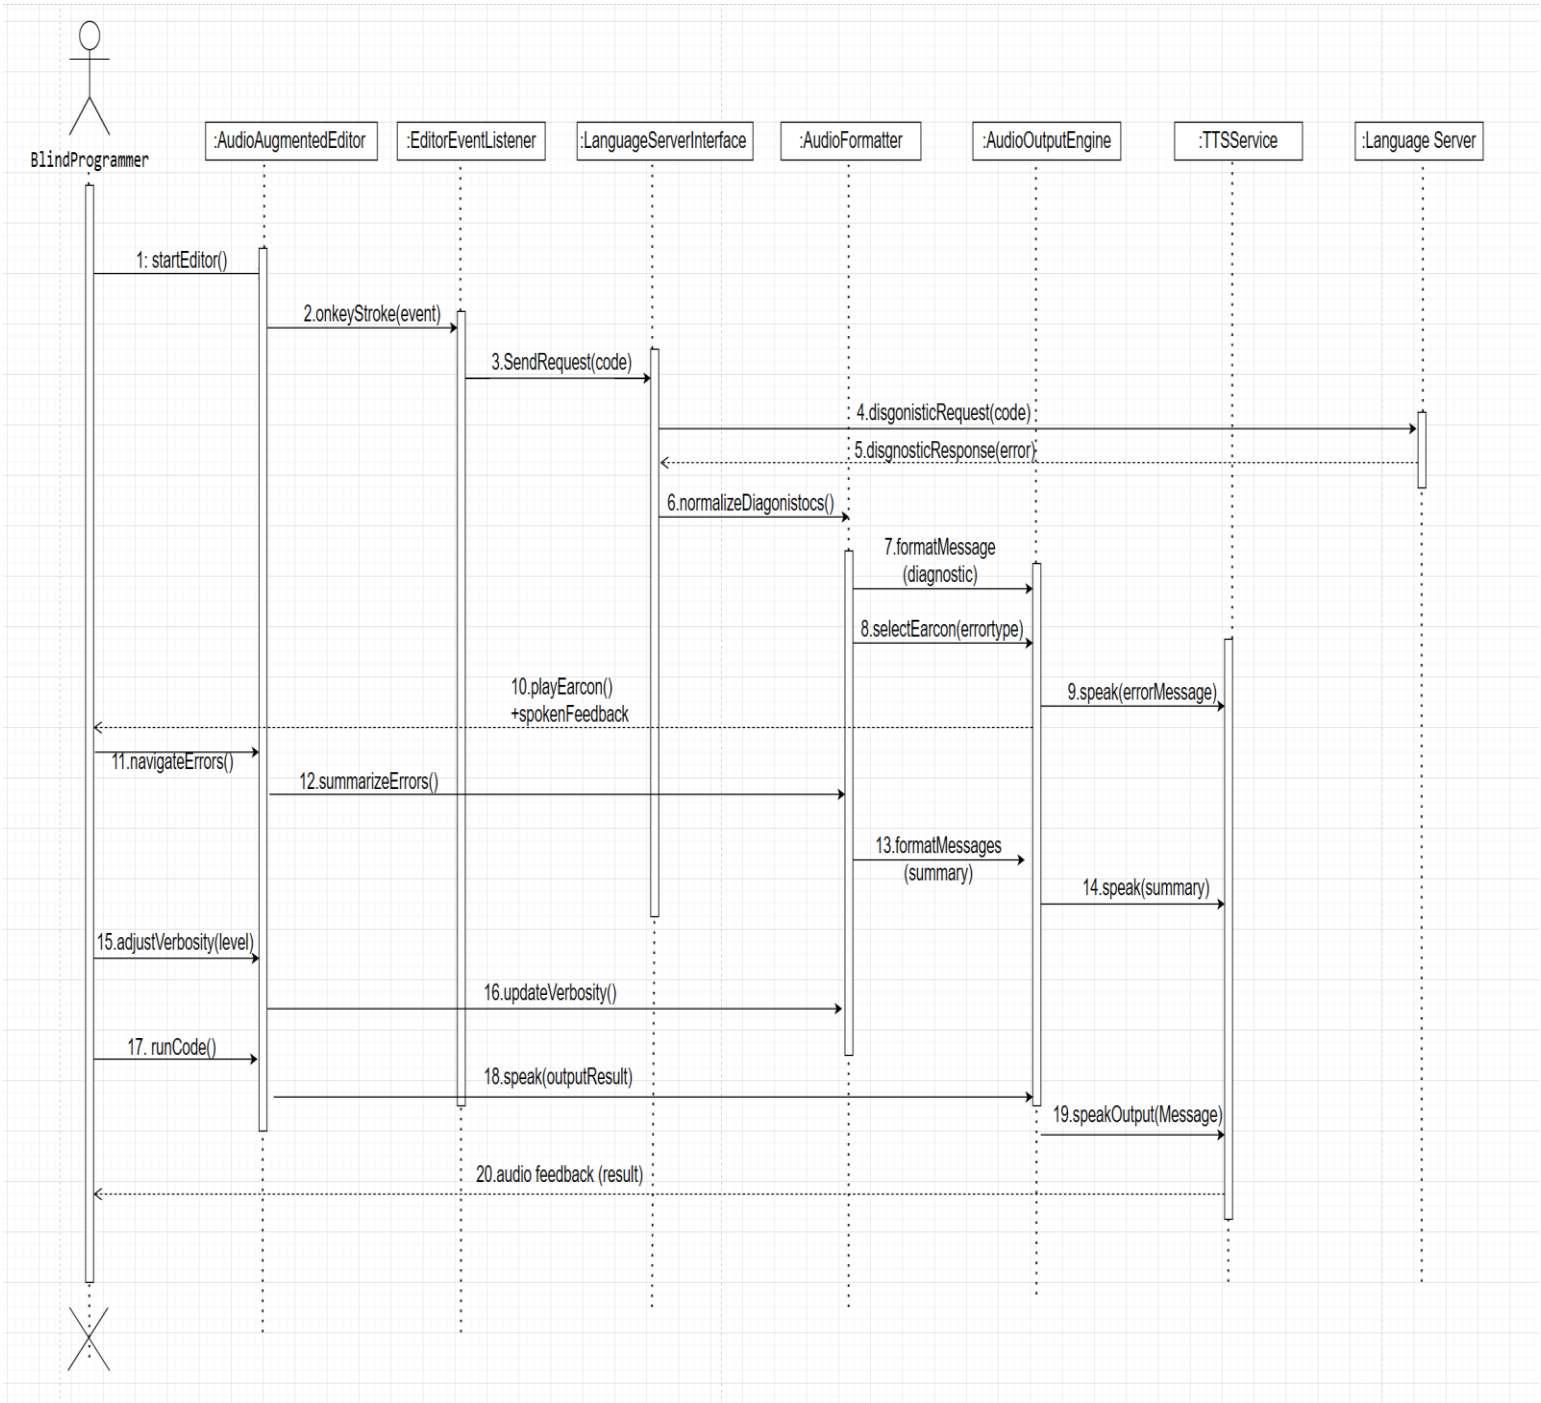 BlindProgrammer
:AudioAugmentedEditor
:EditorEventListener
:LanguageServerInterface
:AudioFormatter
:AudioOutputEngine
:TTSService
:Language Server
1: startEditor()
2.onkeyStroke(event)
3.SendRequest(code)
4.disgonisticRequest(code)
5.disgnosticResponse(error)
6.normalizeDiagonistocs()
7.formatMessage
(diagnostic)
8.selectEarcon(errortype)
9.speak(errorMessage)
10.playEarcon()
+spokenFeedback
11.navigateErrors()
12.summarizeErrors()
13.formatMessages
(summary)
14.speak(summary)
15.adjustVerbosity(level)
16.updateVerbosity()
17. runCode()
18.speak(outputResult)
19.speakOutput(Message)
20.audio feedback (result)